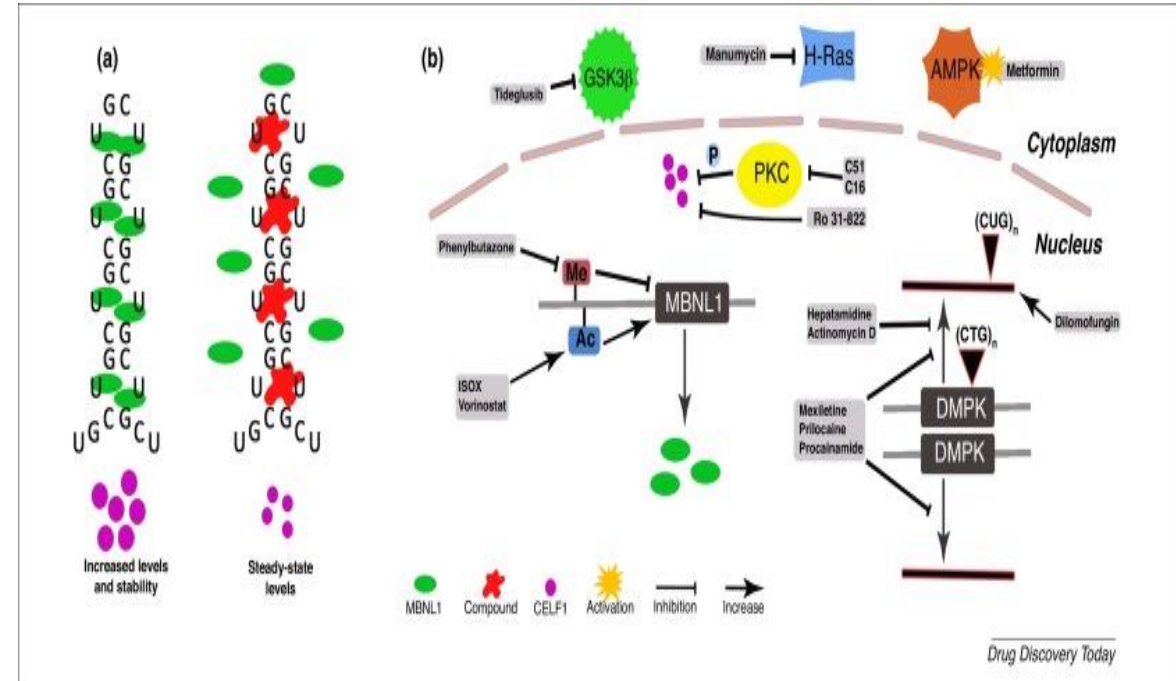 (a)
G C
U U
C G
G C
U U
C G
G C
U U
C G
G C
U U
U G C G C U
Increased levels
and stability
G C
U U
C G
G C
U U
C G
G C
U U
C G
G C
U U
U G C G C U
Steady-state
levels
(b)
Tideglusib
GSK3β
Manumycin
H-Ras
AMPK
Metformin
Cytoplasm
P
PKC
C51
C16
Ro 31-822
Nucleus
Phenylbutazone
Me
MBNL1
Ac
ISOX
Vorinostat
(CUG)n
Hepatamidine
Actinomycin D
Dilomofungin
(CTG)n
Mexiletine
Prilocaine
Procainamide
DMPK
DMPK
MBNL1
Compound
CELF1
Activation
Inhibition
Increase
Drug Discovery Today